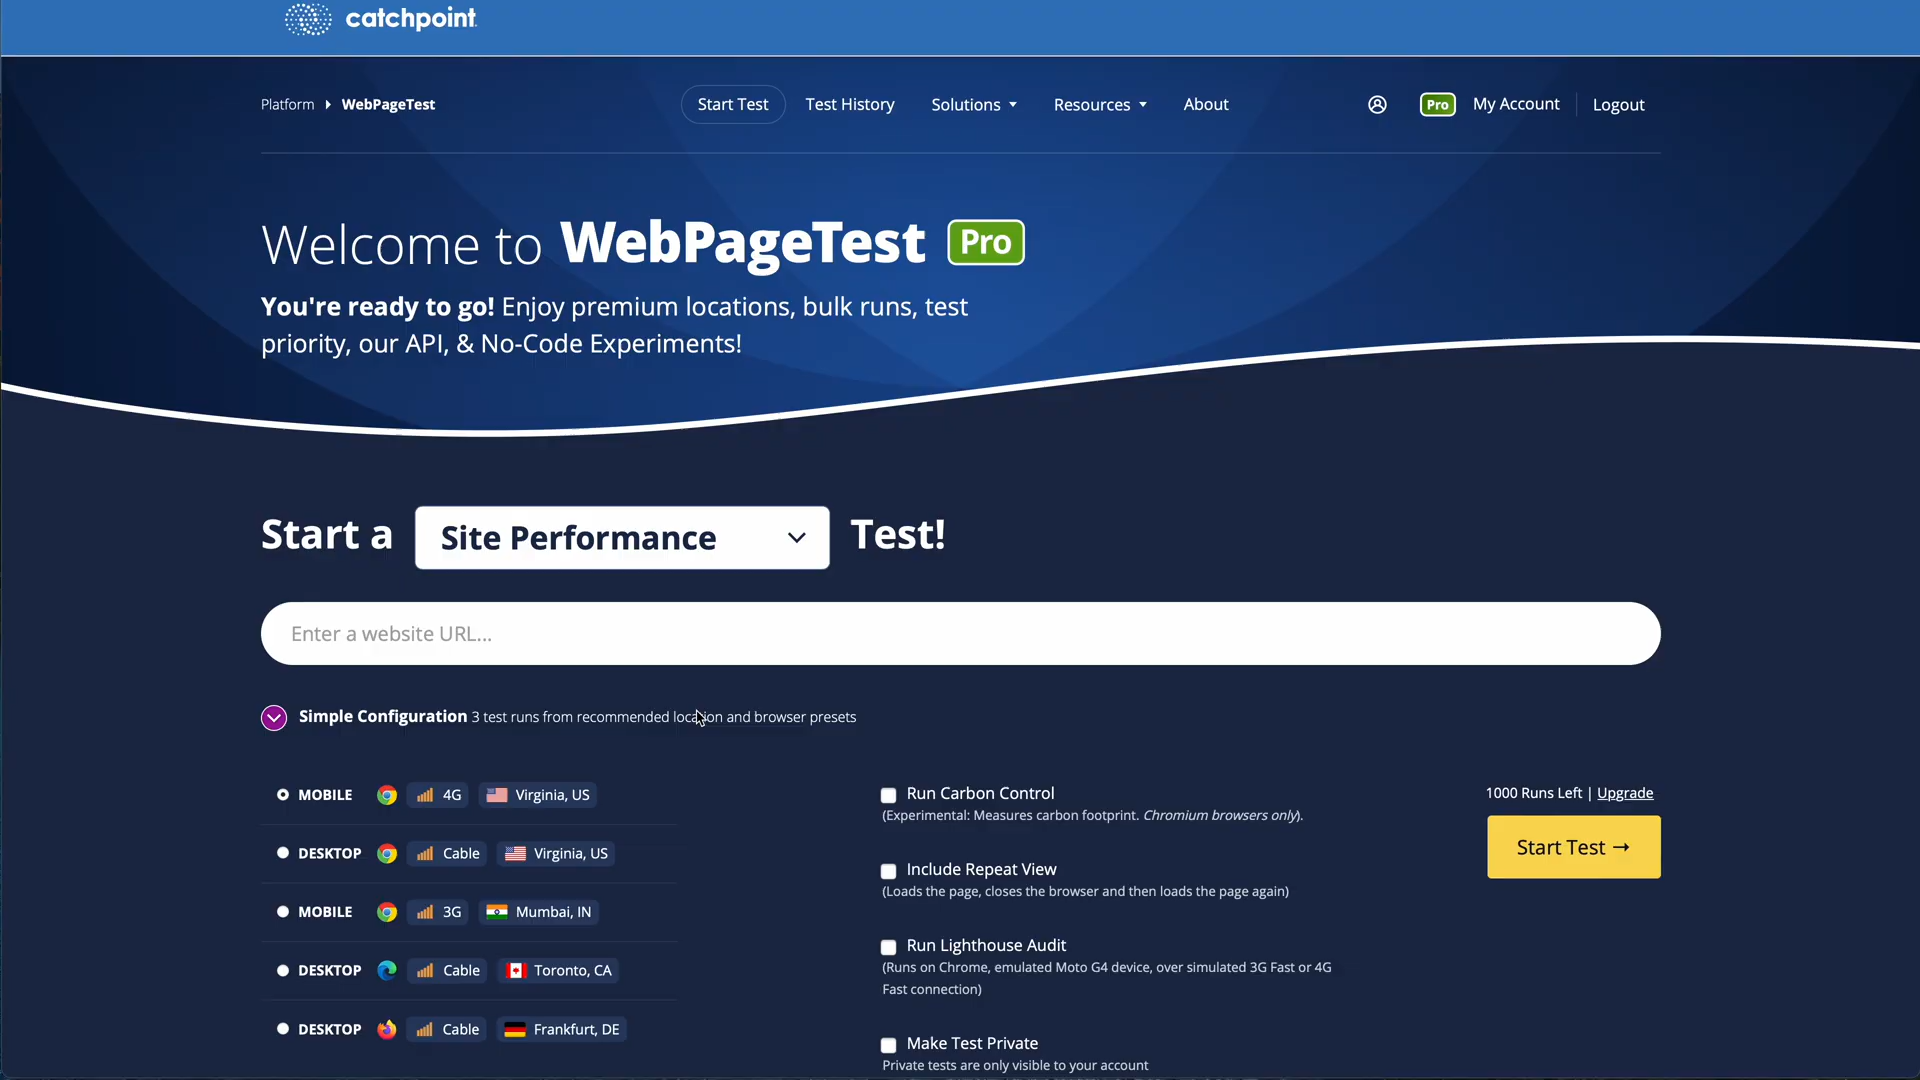 catchpoint
Platform WebPageTest Start Test Test History Solutions Resources About Pro My Account Logout
Welcome to WebPageTest Pro
You're ready to go! Enjoy premium locations, bulk runs, test
priority, our API, & No-Code Experiments!
Start a Site Performance Test!
Enter a website URL...
Simple Configuration 3 test runs from recommended location and browser presets
MOBILE 4G Virginia, US
DESKTOP Cable Virginia, US
MOBILE 3G Mumbai, IN
DESKTOP Cable Toronto, CA
DESKTOP Cable Frankfurt, DE
Run Carbon Control
(Experimental: Measures carbon footprint. Chromium browsers only).
Include Repeat View
(Loads the page, closes the browser and then loads the page again)
Run Lighthouse Audit
(Runs on Chrome, emulated Moto G4 device, over simulated 3G Fast or 4G
Fast connection)
Make Test Private
Private tests are only visible to your account
1000 Runs Left | Upgrade
Start Test →